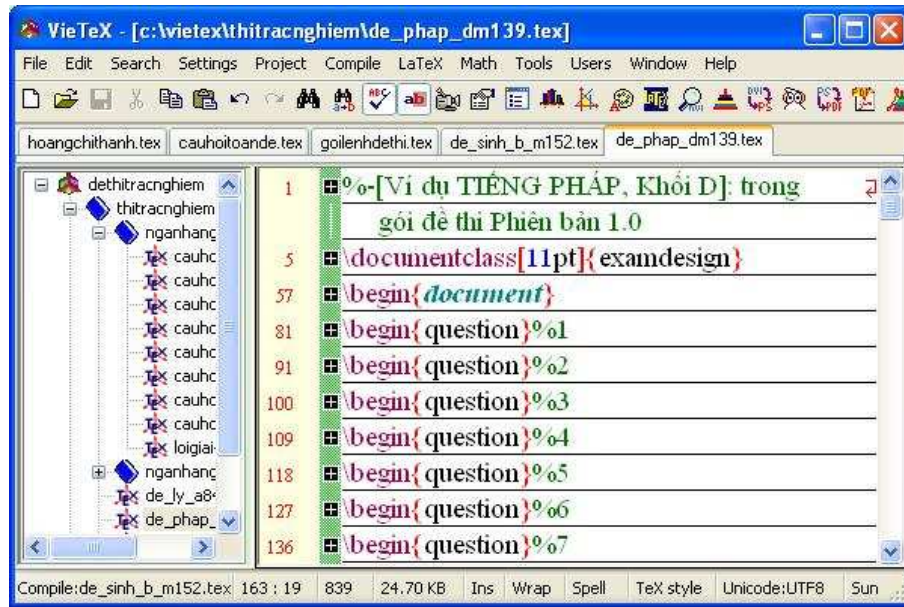 VieTeX - [c:\vietex\thitracnghiem\de_phap_dm139.tex]
File Edit Search Settings Project Compile LaTeX Math Tools Users Window Help
hoangchithanh.tex cauhoitoande.tex goilenhdethi.tex de_sinh_b_m152.tex de_phap_dm139.tex
dethitracnghiem
thitracnghiem
nganhang
cauhc
cauhc
cauhc
cauhc
cauhc
cauhc
cauhc
cauhc
loigiai
nganhang
de_ly_a8
de_phap_
1 %-[Ví dụ TIẾNG PHÁP, Khối D]: trong
gói đề thi Phiên bản 1.0
5 \documentclass[11pt]{examdesign}
57 \begin{document}
81 \begin{question}%1
91 \begin{question}%2
100 \begin{question}%3
109 \begin{question}%4
118 \begin{question}%5
127 \begin{question}%6
136 \begin{question}%7
Compile:de_sinh_b_m152.tex 163 : 19 839 24.70 KB Ins Wrap Spell TeX style Unicode:UTF8 Sun